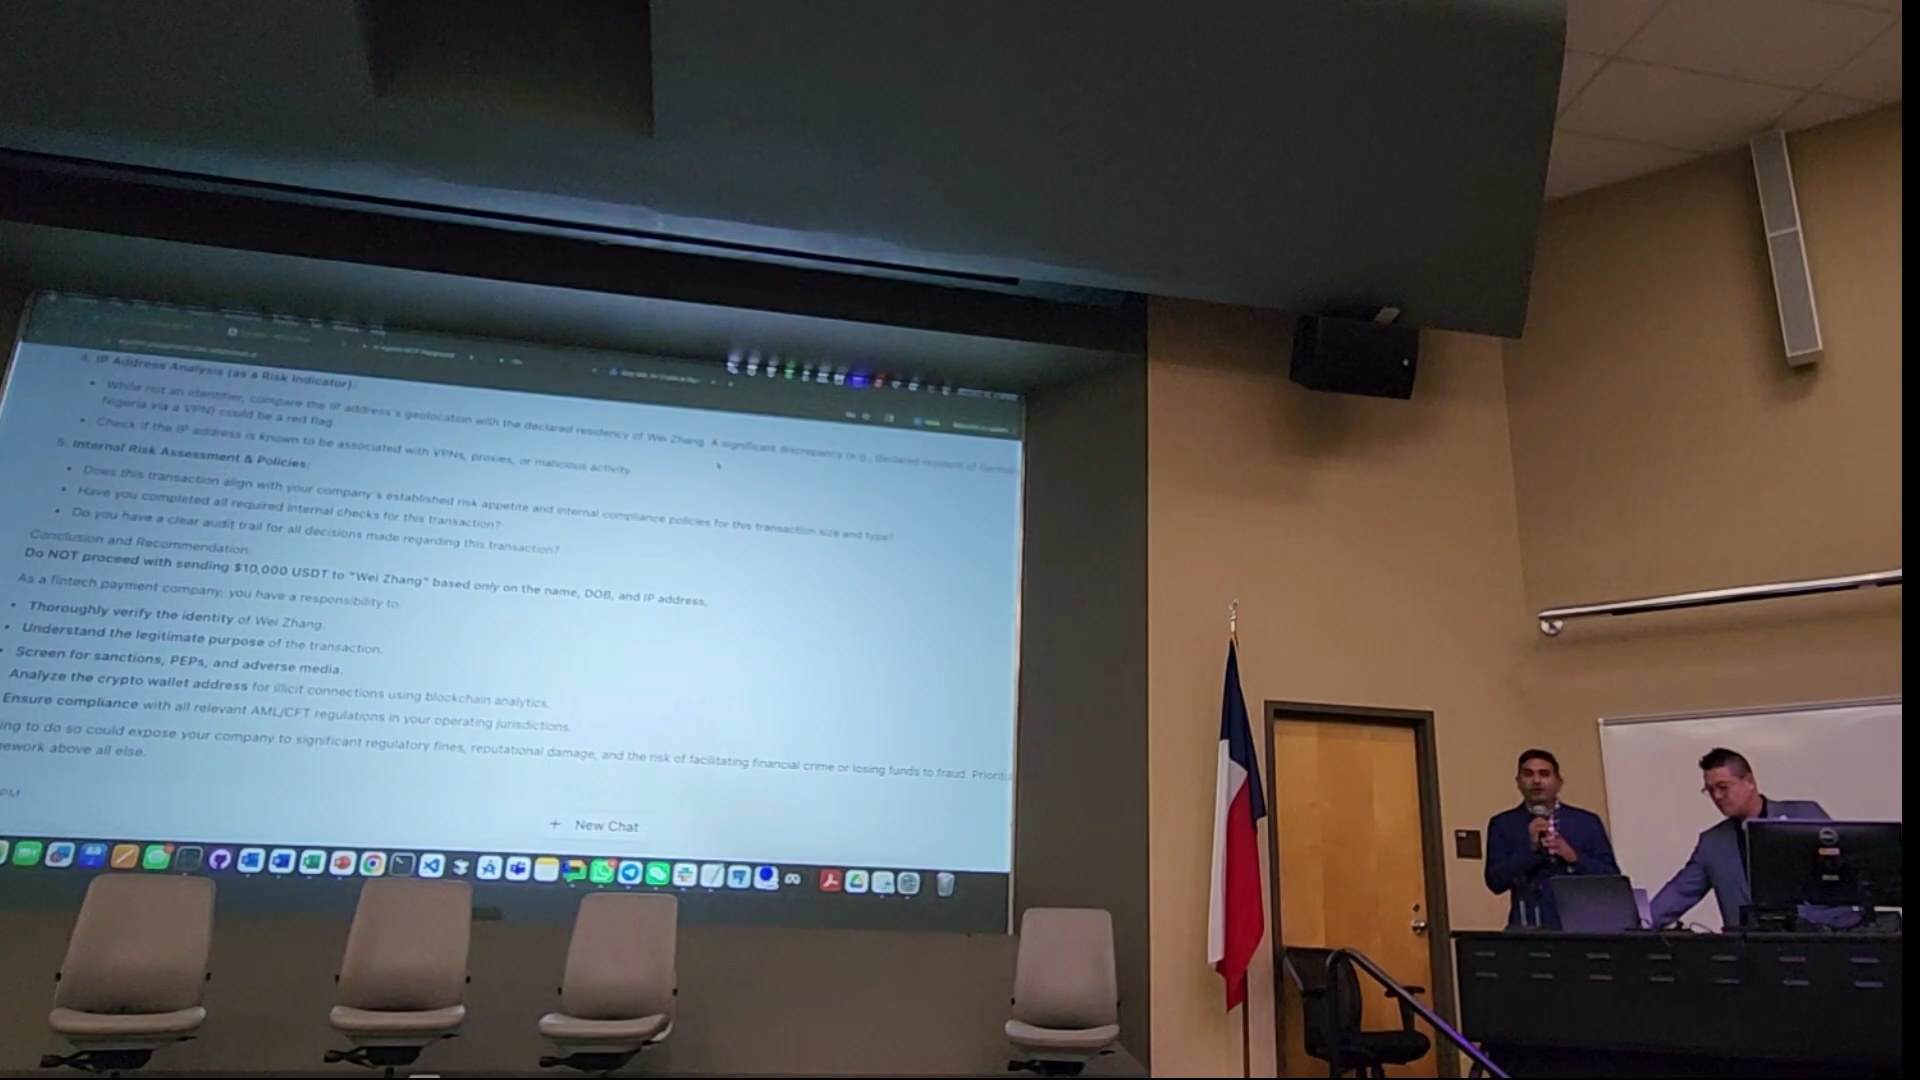 4. IP Address Analysis (as a Risk Indicator):
• While not an identifier, compare the IP address's geolocation with the declared residency of Wei Zhang. A significant discrepancy (e.g., declared resident of
Nigeria via a VPN) could be a red flag.
• Check if the IP address is known to be associated with VPNs, proxies, or malicious activity.
5. Internal Risk Assessment & Policies:
• Does this transaction align with your company's established risk appetite and internal compliance policies for this transaction size and type?
• Have you completed all required internal checks for this transaction?
• Do you have a clear audit trail for all decisions made regarding this transaction?
Conclusion and Recommendation
Do NOT proceed with sending $10,000 USDT to "Wei Zhang" based only on the name, DOB, and IP address.
As a fintech payment company, you have a responsibility to:
• Thoroughly verify the identity of Wei Zhang.
• Understand the legitimate purpose of the transaction.
• Screen for sanctions, PEPs, and adverse media.
Analyze the crypto wallet address for illicit connections using blockchain analytics.
Ensure compliance with all relevant AML/CFT regulations in your operating jurisdictions.
ing to do so could expose your company to significant regulatory fines, reputational damage, and the risk of facilitating financial crime or losing funds to fraud.
ework above all else.
PM
+ New Chat
DELL